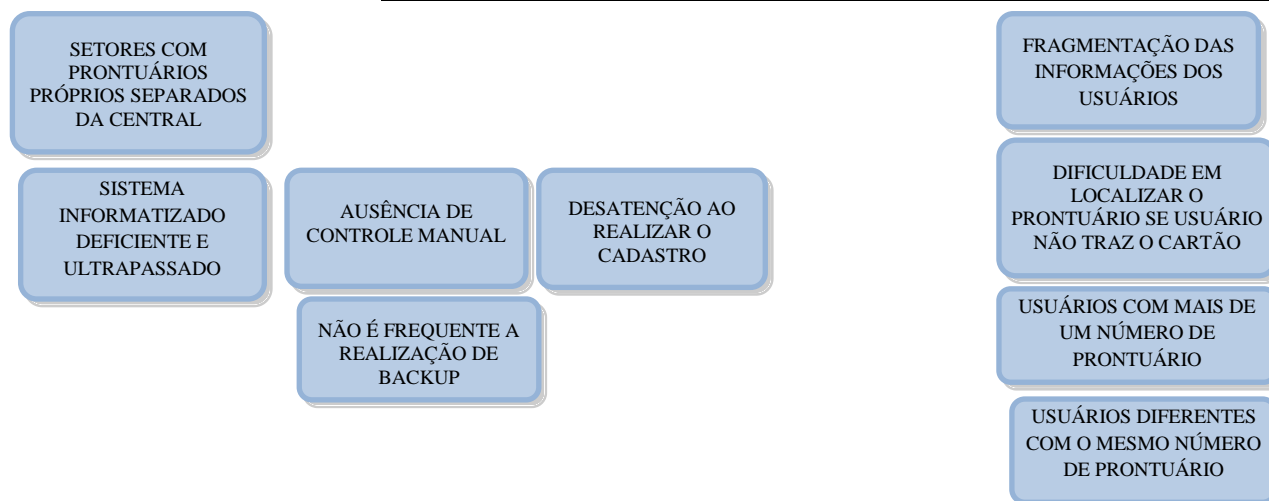 SETORES COM
PRONTUÁRIOS
PRÓPRIOS SEPARADOS
DA CENTRAL
FRAGMENTAÇÃO DAS
INFORMAÇÕES DOS
USUÁRIOS
SISTEMA
INFORMATIZADO
DEFICIENTE E
ULTRAPASSADO
AUSÊNCIA DE
CONTROLE MANUAL
DESATENÇÃO AO
REALIZAR O
CADASTRO
DIFICULDADE EM
LOCALIZAR O
PRONTUÁRIO SE USUÁRIO
NÃO TRAZ O CARTÃO
NÃO É FREQUENTE A
REALIZAÇÃO DE
BACKUP
USUÁRIOS COM MAIS DE
UM NÚMERO DE
PRONTUÁRIO
USUÁRIOS DIFERENTES
COM O MESMO NÚMERO
DE PRONTUÁRIO